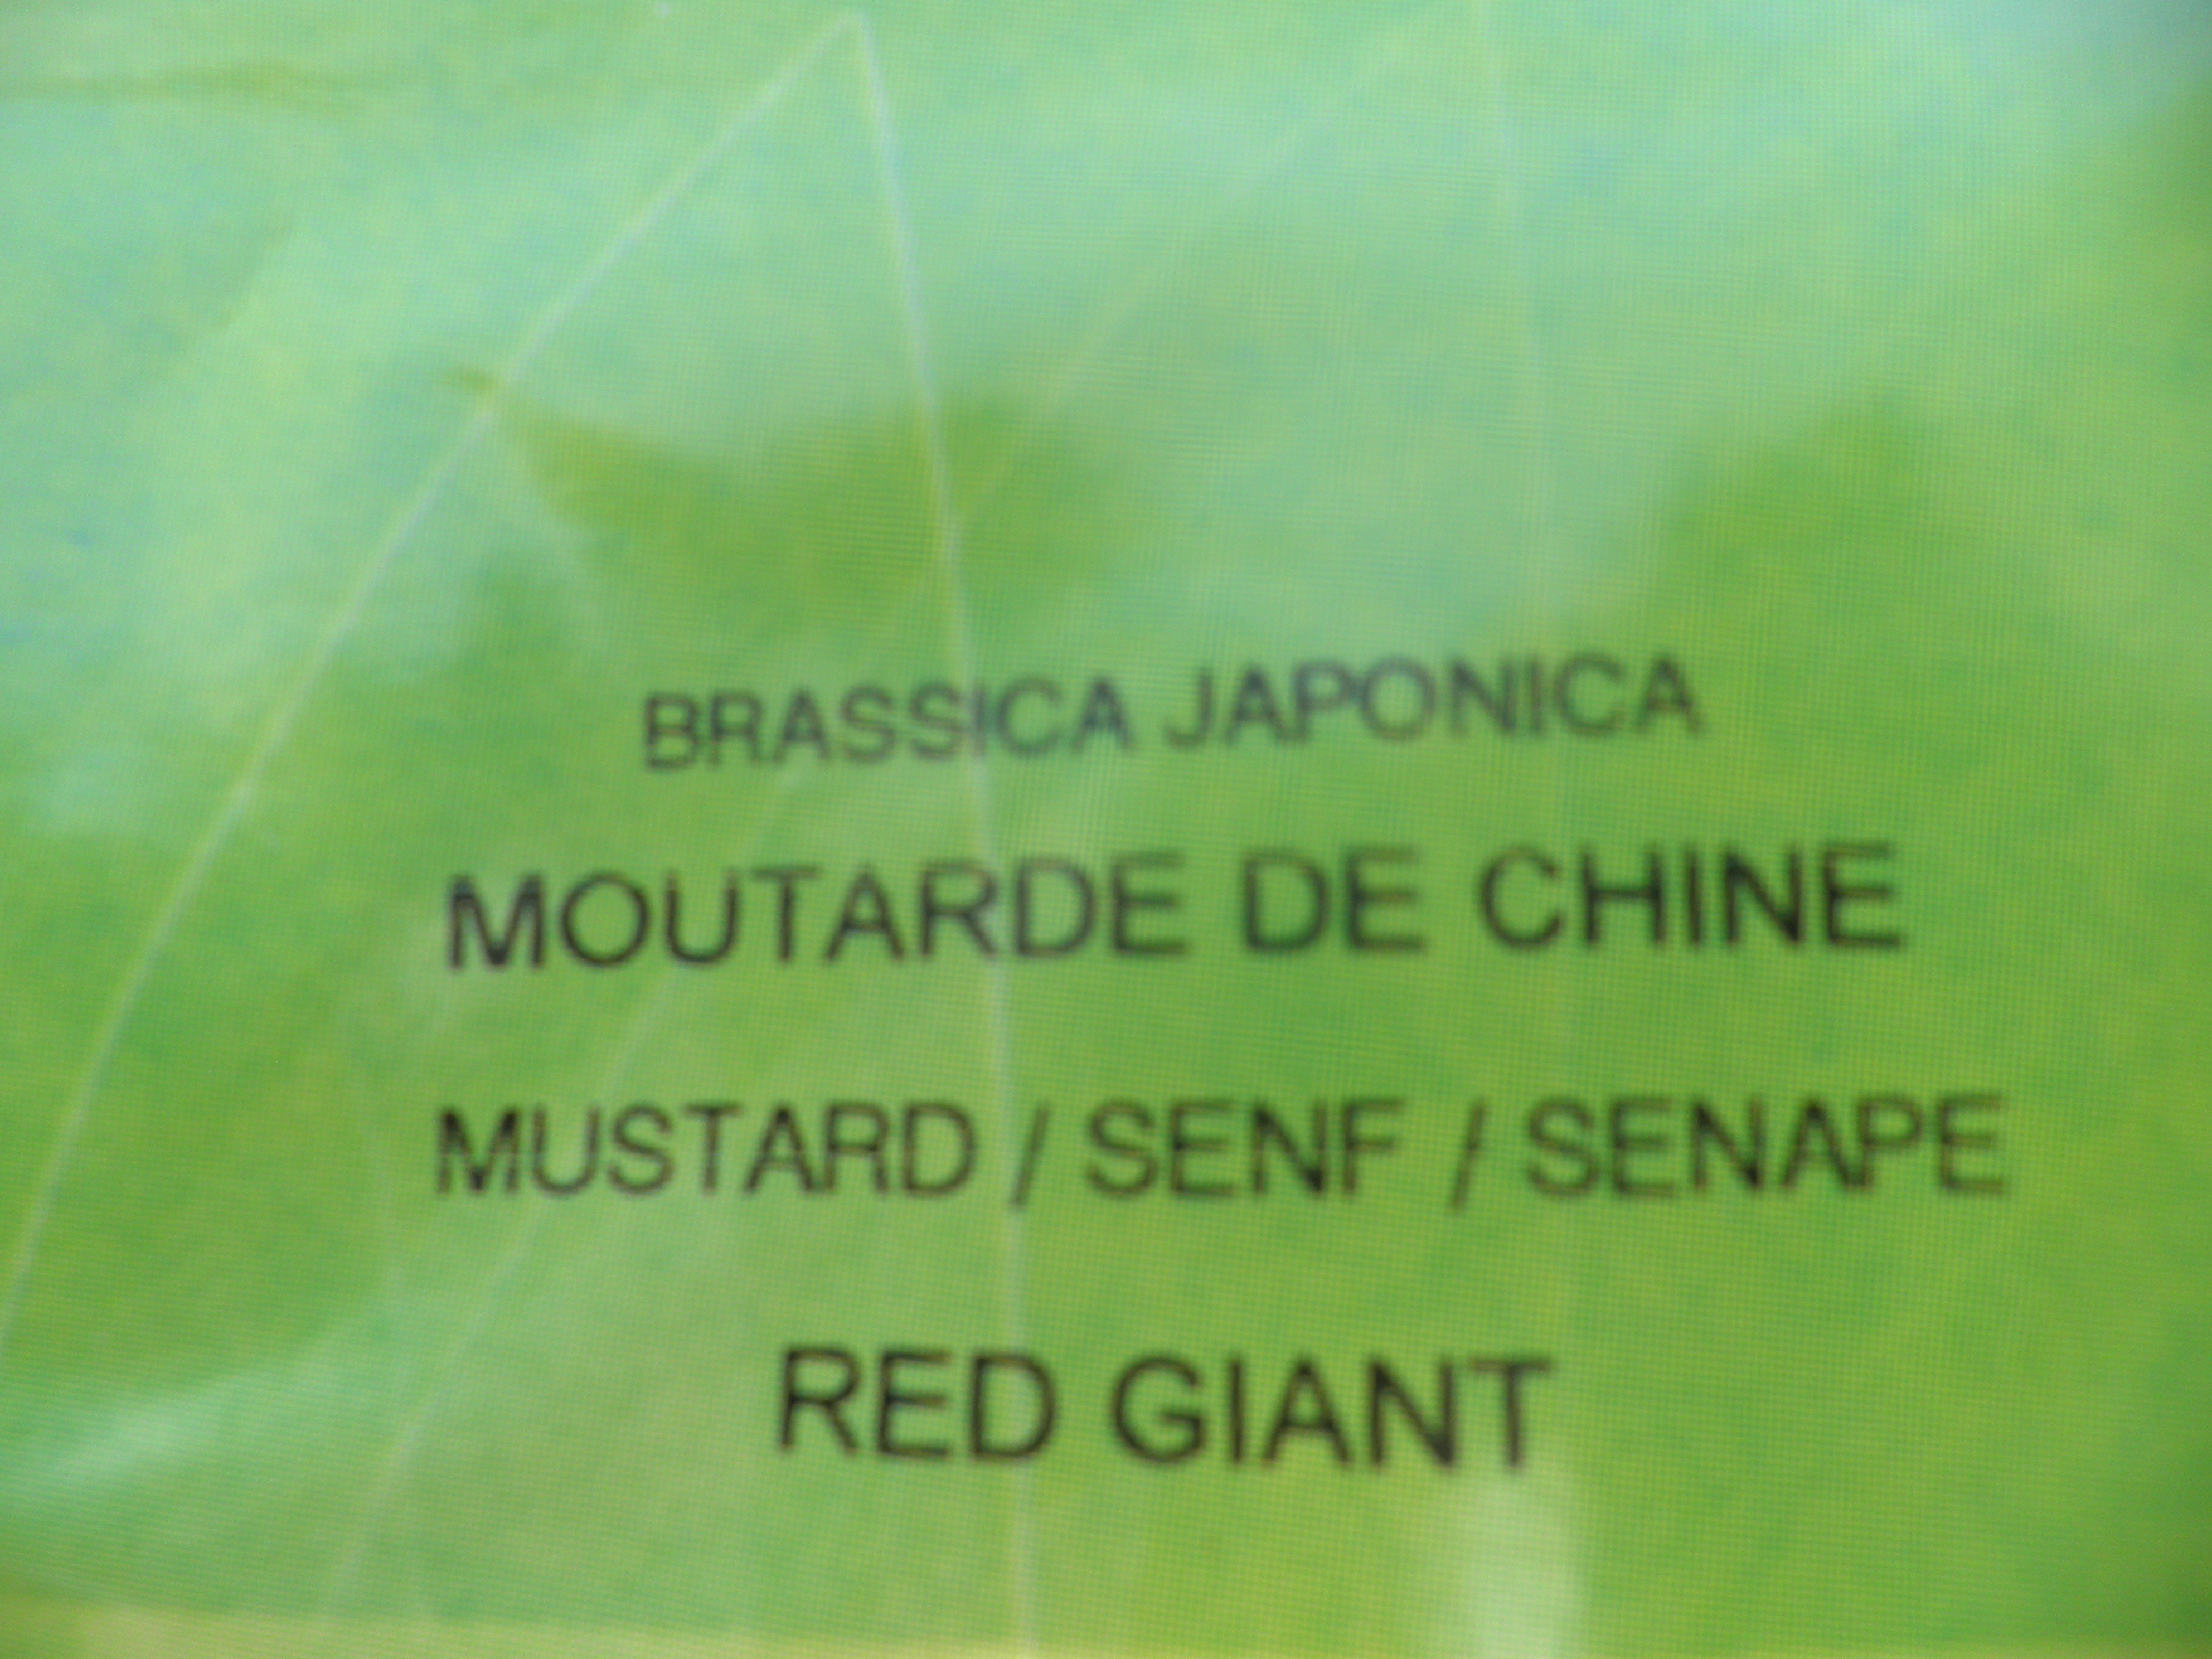 BRASSICA JAPONICA
MOUTARDE DE CHINE
MUSTARD / SENF / SENAPE
RED GIANT